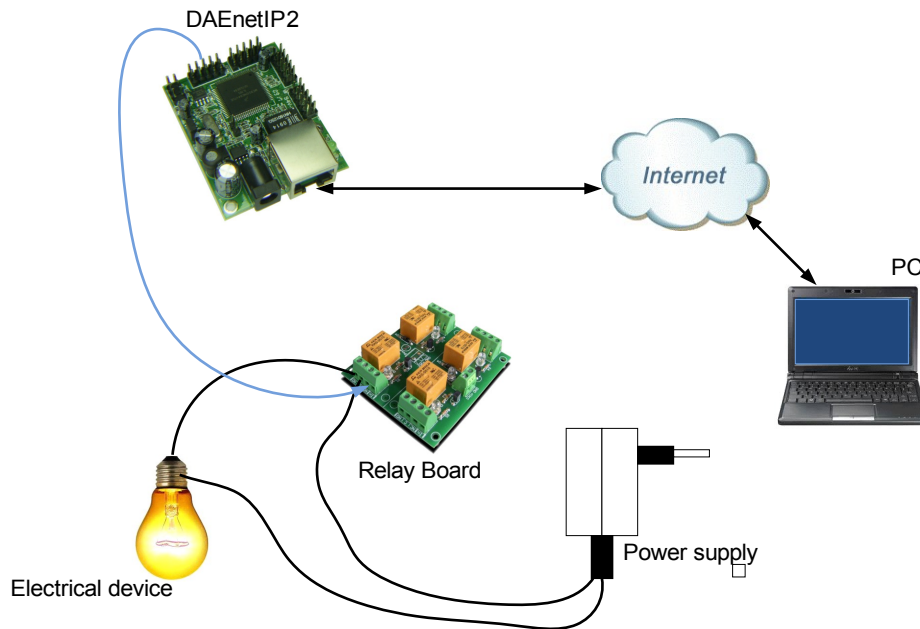 DAEnetIP2
Internet
PC
Relay Board
Power supply
Electrical device